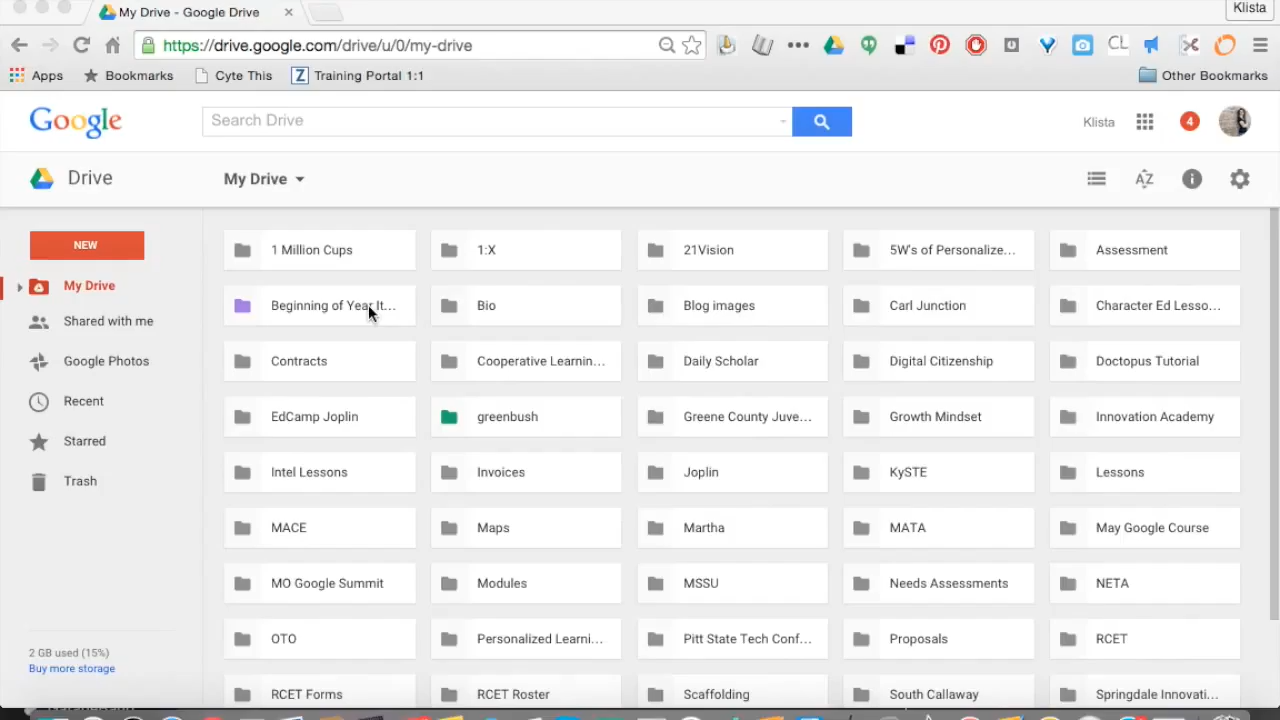 My Drive - Google Drive
Klista
https://drive.google.com/drive/u/0/my-drive
CL
Apps
Bookmarks
Cyte This
Z Training Portal 1:1
Other Bookmarks
Google
Search Drive
Klista
4
Drive
My Drive
AZ
NEW
My Drive
Shared with me
Google Photos
Recent
Starred
Trash
2 GB used (15%)
Buy more storage
1 Million Cups
1:X
21Vision
5W's of Personalize...
Assessment
Beginning of Year It...
Bio
Blog images
Carl Junction
Character Ed Lesso...
Contracts
Cooperative Learnin...
Daily Scholar
Digital Citizenship
Doctopus Tutorial
EdCamp Joplin
greenbush
Greene County Juve...
Growth Mindset
Innovation Academy
Intel Lessons
Invoices
Joplin
KySTE
Lessons
MACE
Maps
Martha
MATA
May Google Course
MO Google Summit
Modules
MSSU
Needs Assessments
NETA
OTO
Personalized Learni...
Pitt State Tech Conf...
Proposals
RCET
RCET Forms
RCET Roster
Scaffolding
South Callaway
Springdale Innovati...